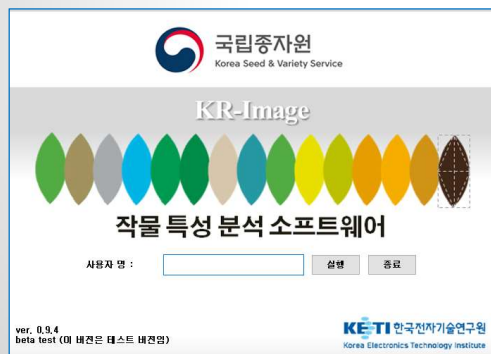 국립종자원
Korea Seed & Variety Service
KR-Image
작물 특성 분석 소프트웨어
사용자 명 :
실행
종료
ver. 0.9.4
beta test (이 버전은 테스트 버전임)
KETI 한국전자기술연구원
Korea Electronics Technology Institute